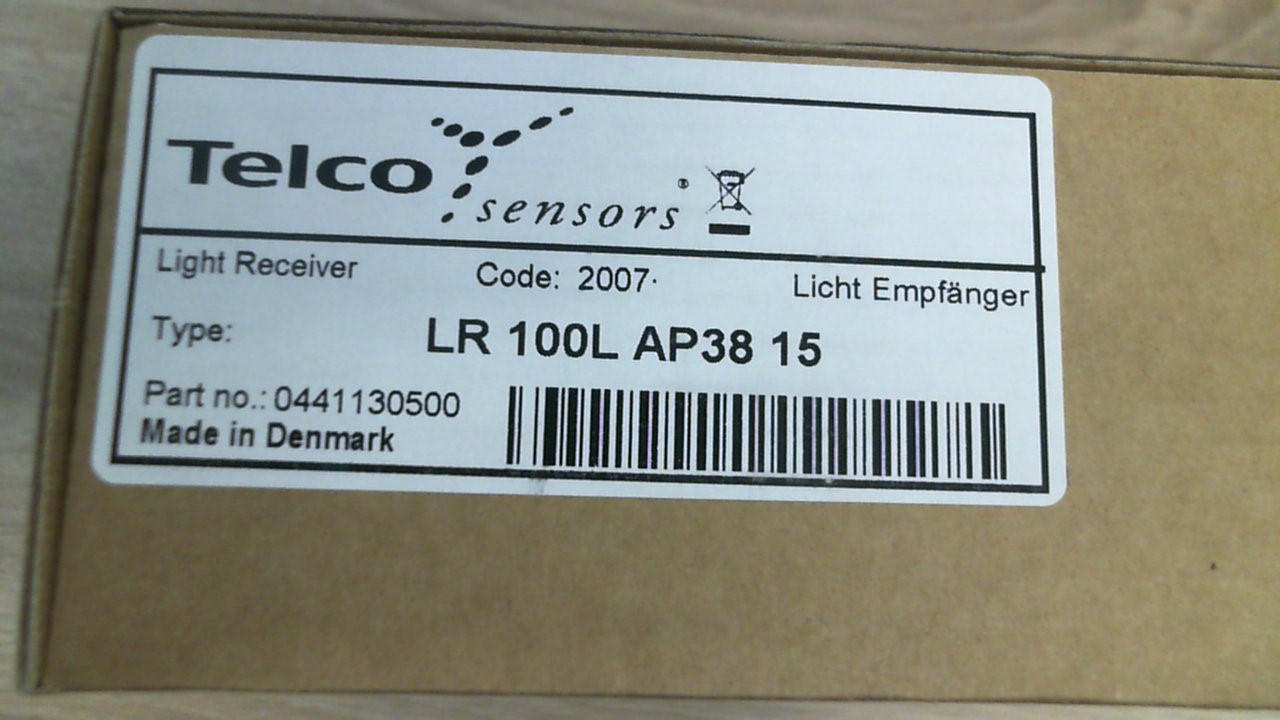 Telco sensors®
Light Receiver Code: 2007· Licht Empfänger
Type: LR 100L AP38 15
Part no.: 0441130500
Made in Denmark